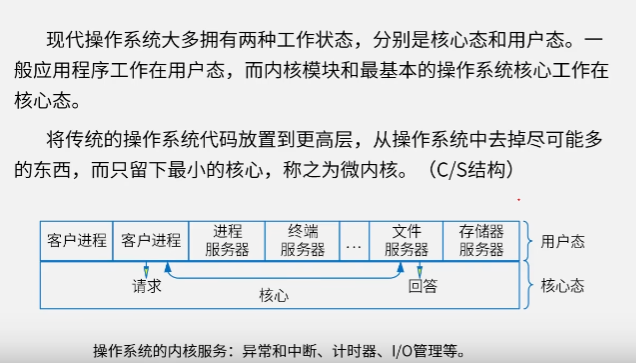 现代操作系统大多拥有两种工作状态，分别是核心态和用户态。一
般应用程序工作在用户态，而内核模块和最基本的操作系统核心工作在
核心态。
将传统的操作系统代码放置到更高层，从操作系统中去掉尽可能多
的东西，而只留下最小的核心，称之为微内核。（C/S结构）
客户进程 客户进程 进程 服务器 终端 服务器 … 文件 服务器 存储器 服务器 用户态
请求 核心 回答 核心态
操作系统的内核服务：异常和中断、计时器、I/O管理等。